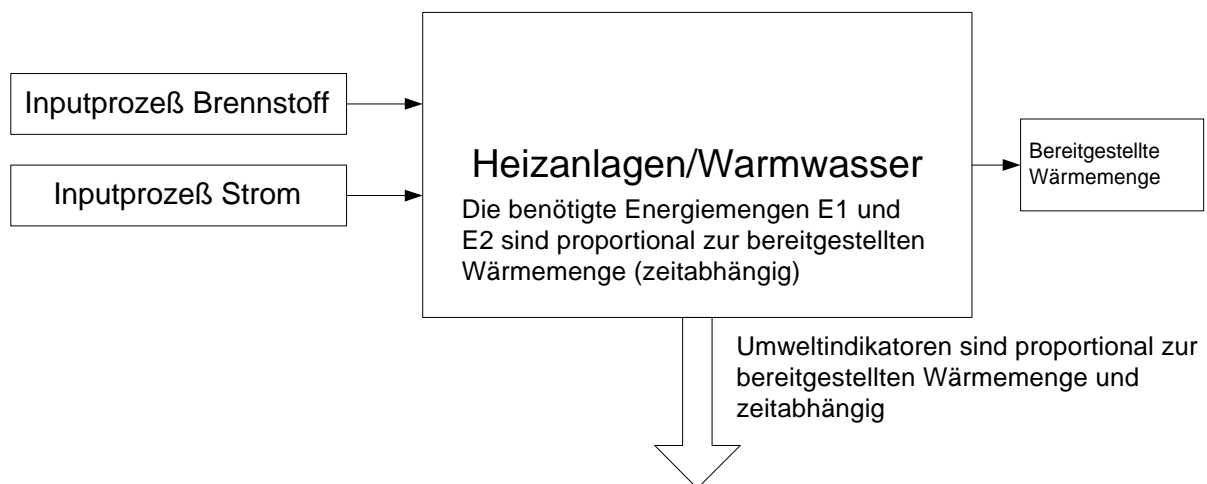 Inputprozeß Brennstoff
Inputprozeß Strom
Heizanlagen/Warmwasser
Die benötigte Energiemengen E1 und
E2 sind proportional zur bereitgestellten
Wärmemenge (zeitabhängig)
Bereitgestellte
Wärmemenge
Umweltindikatoren sind proportional zur
bereitgestellten Wärmemenge und
zeitabhängig